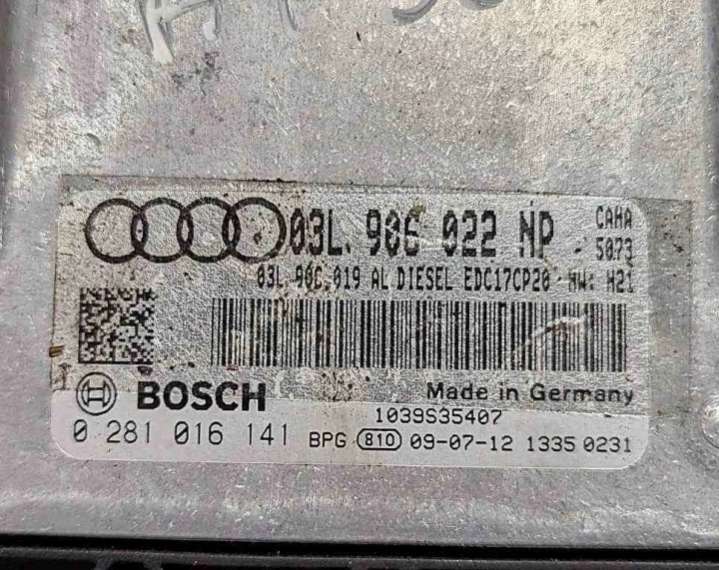 03L 906 022 NP CAHA
- 5073
03L 906 019 AL DIESEL EDC17CP20 HW: H21
BOSCH Made in Germany
1039S35407
0 281 016 141 BPG 810 09-07-12 1335 0231